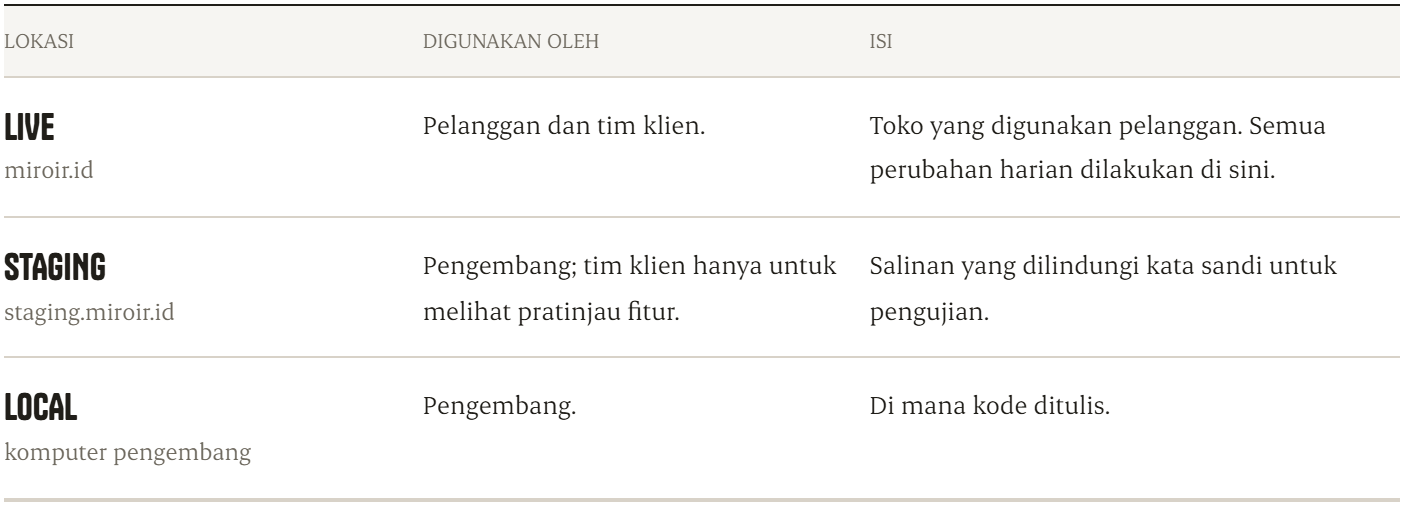 LOKASI DIGUNAKAN OLEH ISI
LIVE Pelanggan dan tim klien. Toko yang digunakan pelanggan. Semua
miroir.id perubahan harian dilakukan di sini.
STAGING Pengembang; tim klien hanya untuk Salinan yang dilindungi kata sandi untuk
staging.miroir.id melihat pratinjau fitur. pengujian.
LOCAL Pengembang. Di mana kode ditulis.
komputer pengembang